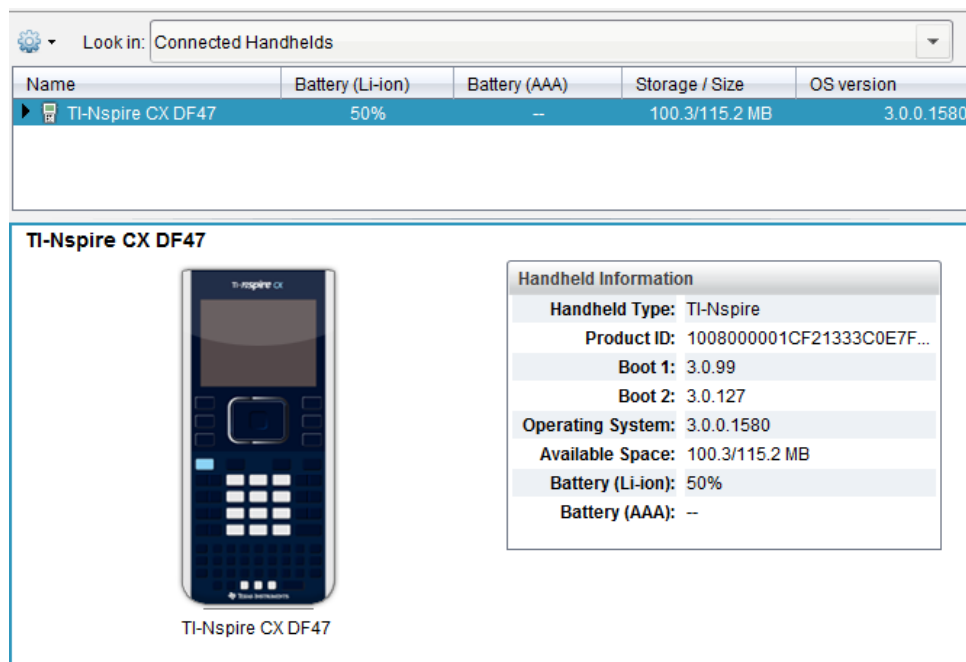 Look in: Connected Handhelds
Name Battery (Li-ion) Battery (AAA) Storage / Size OS version
TI-Nspire CX DF47 50% -- 100.3/115.2 MB 3.0.0.1580
TI-Nspire CX DF47
TI-nspire CX
TEXAS INSTRUMENTS
TI-Nspire CX DF47
Handheld Information
Handheld Type: TI-Nspire
Product ID: 1008000001CF21333C0E7F...
Boot 1: 3.0.99
Boot 2: 3.0.127
Operating System: 3.0.0.1580
Available Space: 100.3/115.2 MB
Battery (Li-ion): 50%
Battery (AAA): --